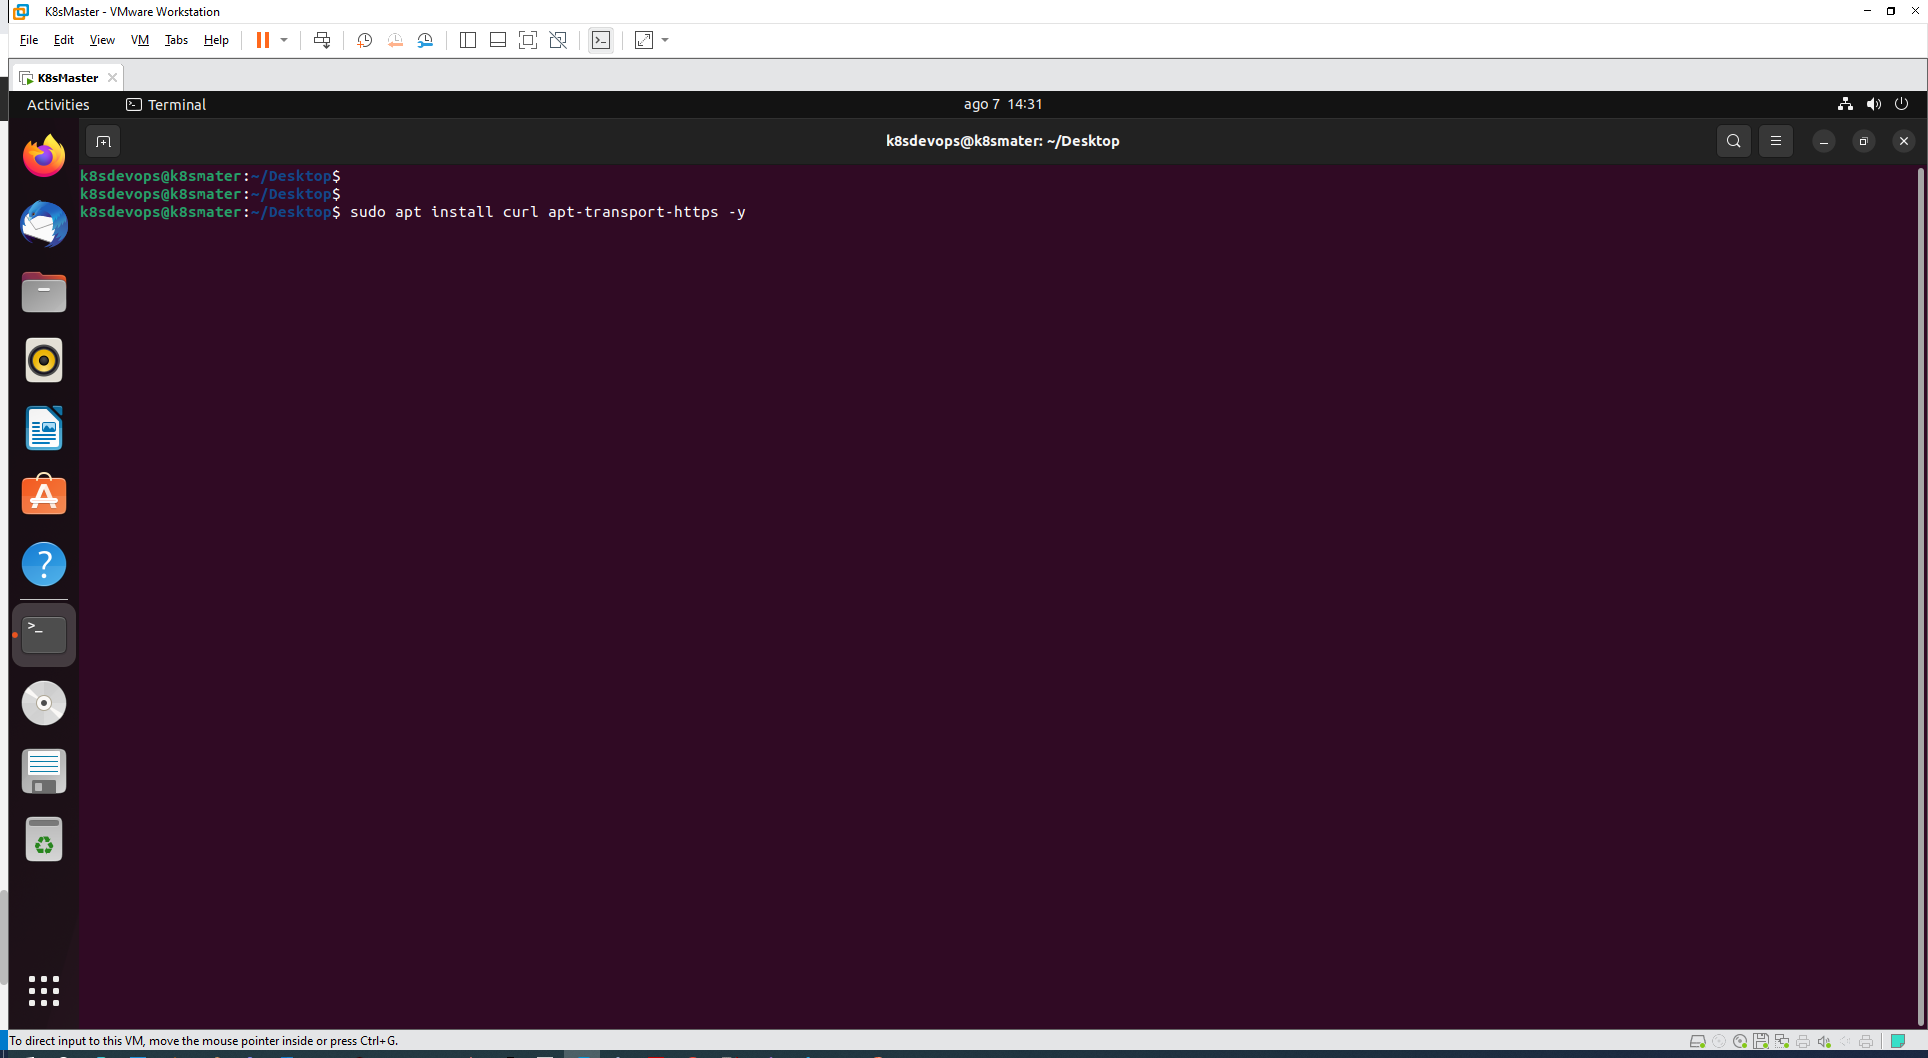 K8sMaster - VMware Workstation
File Edit View VM Tabs Help
K8sMaster
Activities Terminal ago 7 14:31
k8sdevops@k8smater: ~/Desktop
k8sdevops@k8smater:~/Desktop$
k8sdevops@k8smater:~/Desktop$
k8sdevops@k8smater:~/Desktop$ sudo apt install curl apt-transport-https -y
To direct input to this VM, move the mouse pointer inside or press Ctrl+G.